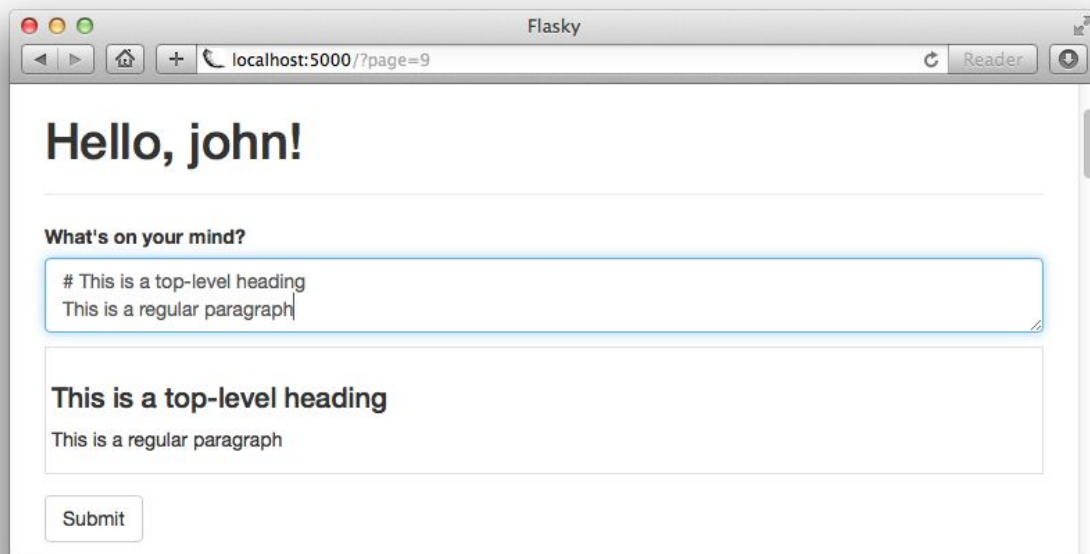 Flasky
localhost:5000/?page=9
Reader
Hello, john!
What's on your mind?
# This is a top-level heading
This is a regular paragraph
This is a top-level heading
This is a regular paragraph
Submit